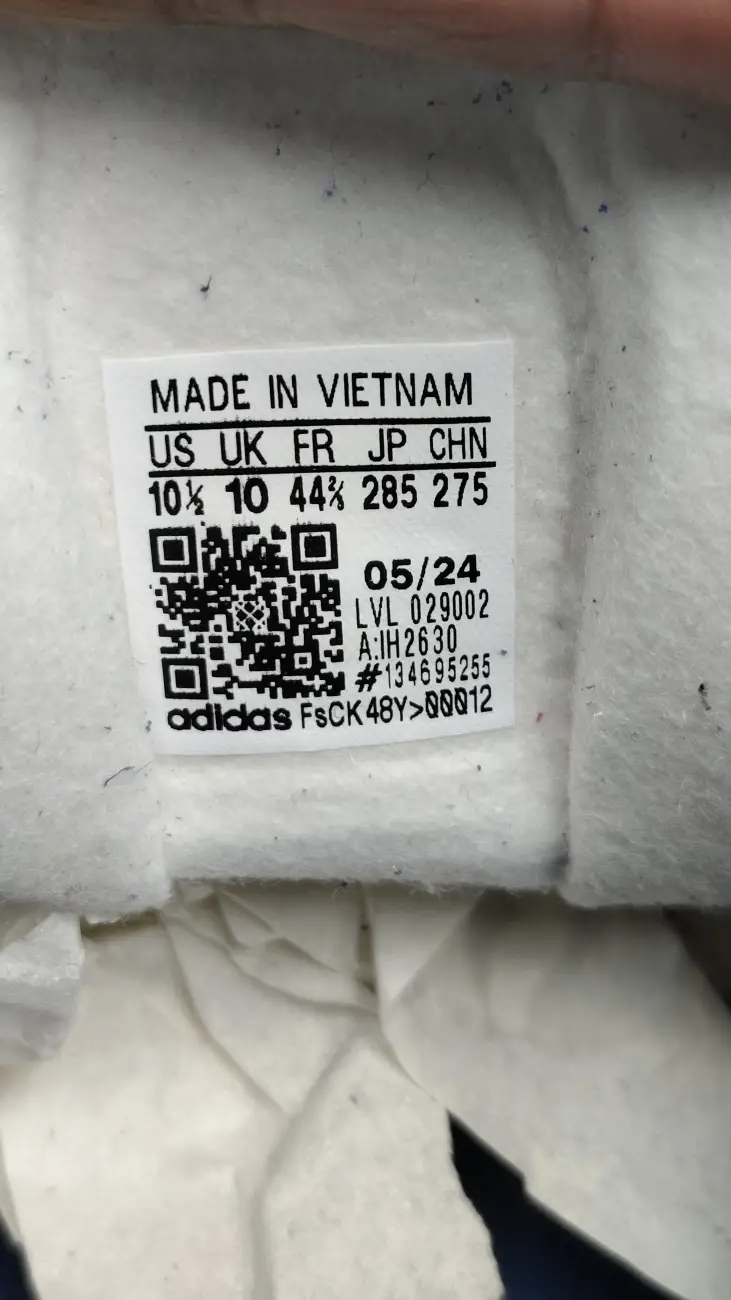 MADE IN VIETNAM
US UK FR JP CHN
10½ 10 44⅔ 285 275
05/24
LVL 029002
A:IH2630
#134695255
adidas FsCK48Y>00012